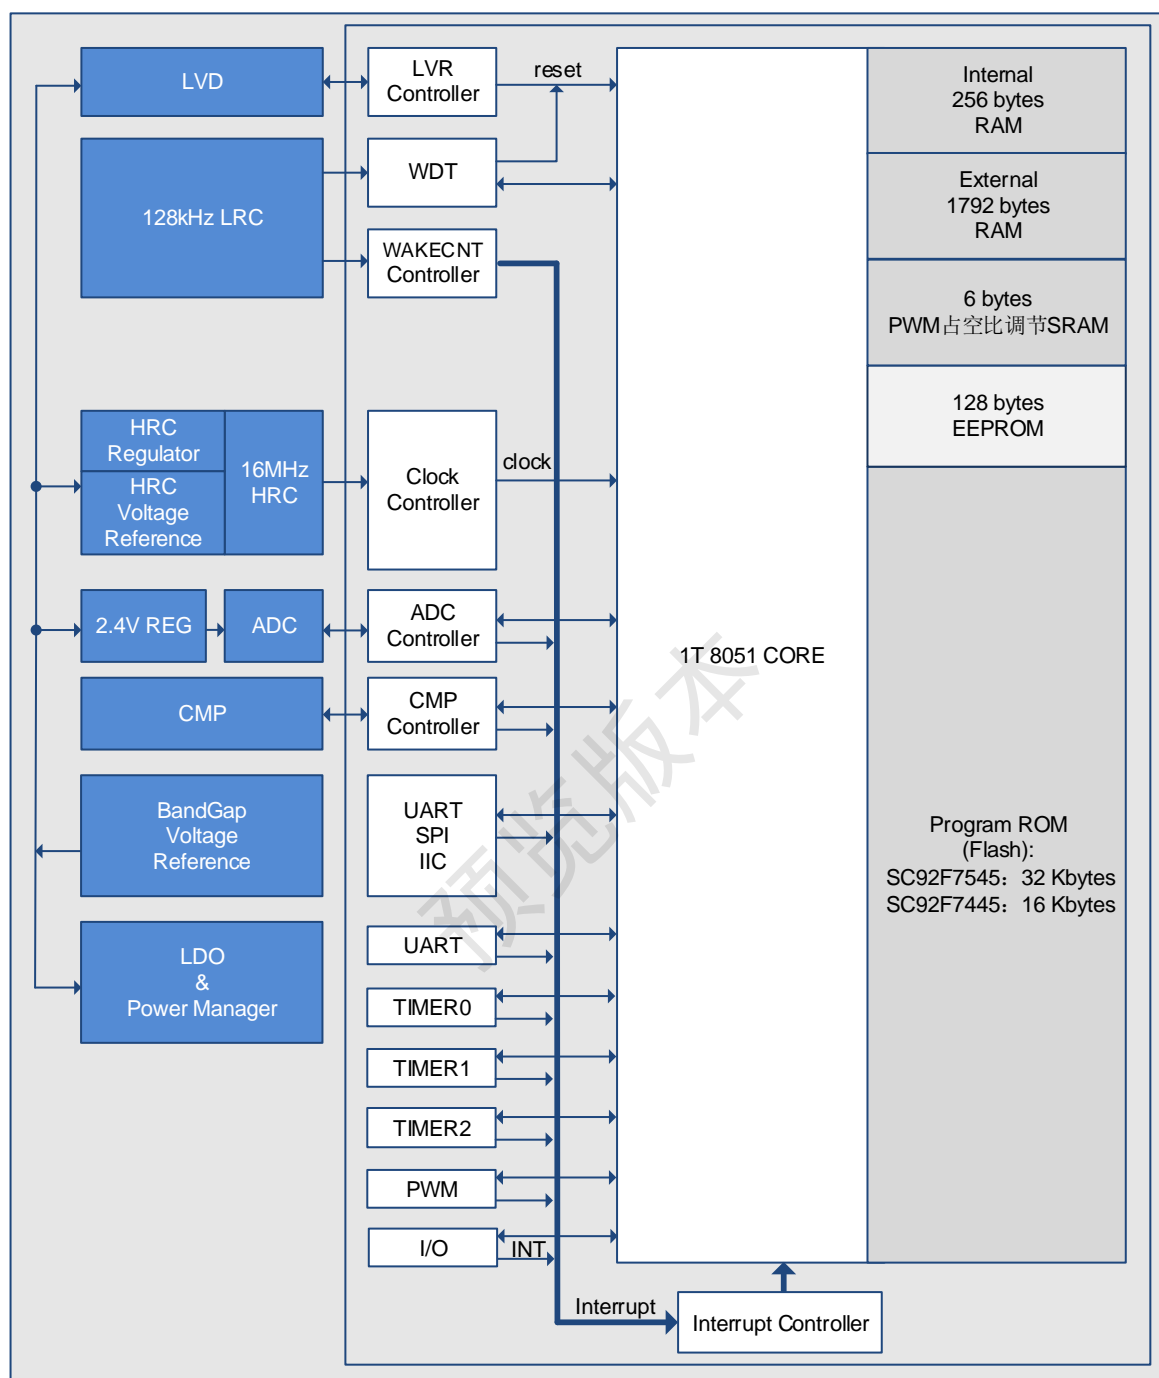 LVD
LVR
Controller
reset
Internal
256 bytes
RAM
128kHz LRC
WDT
WAKECNT
Controller
External
1792 bytes
RAM
6 bytes
PWM占空比调节SRAM
128 bytes
EEPROM
HRC
Regulator
HRC
Voltage
Reference
16MHz
HRC
Clock
Controller
clock
2.4V REG
ADC
ADC
Controller
1T 8051 CORE
CMP
CMP
Controller
BandGap
Voltage
Reference
UART
SPI
IIC
Program ROM
(Flash):
SC92F7545：32 Kbytes
SC92F7445：16 Kbytes
LDO
&
Power Manager
UART
TIMER0
TIMER1
TIMER2
PWM
I/O
INT
Interrupt
Interrupt Controller
预览版本